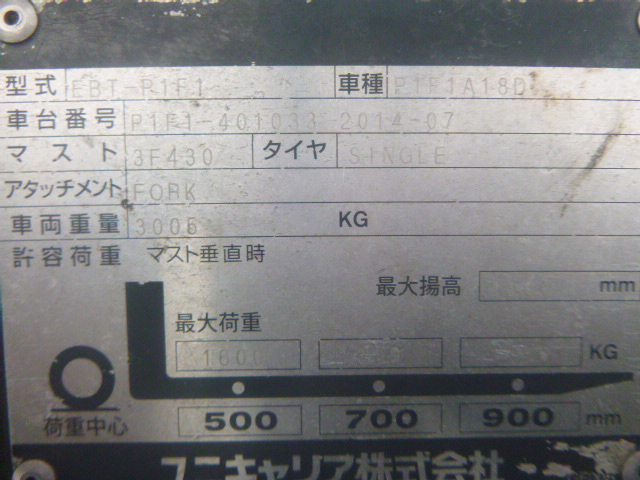 型式 EBT-P1F1 車種 P1F1A18D
車台番号 P1F1-401033 2014-07
マスト 3F430 タイヤ SINGLE
アタッチメント FORK
車両重量 3005 KG
許容荷重 マスト垂直時
最大揚高 mm
最大荷重
1600 KG
荷重中心 500 700 900 mm
ユニキャリア株式会社